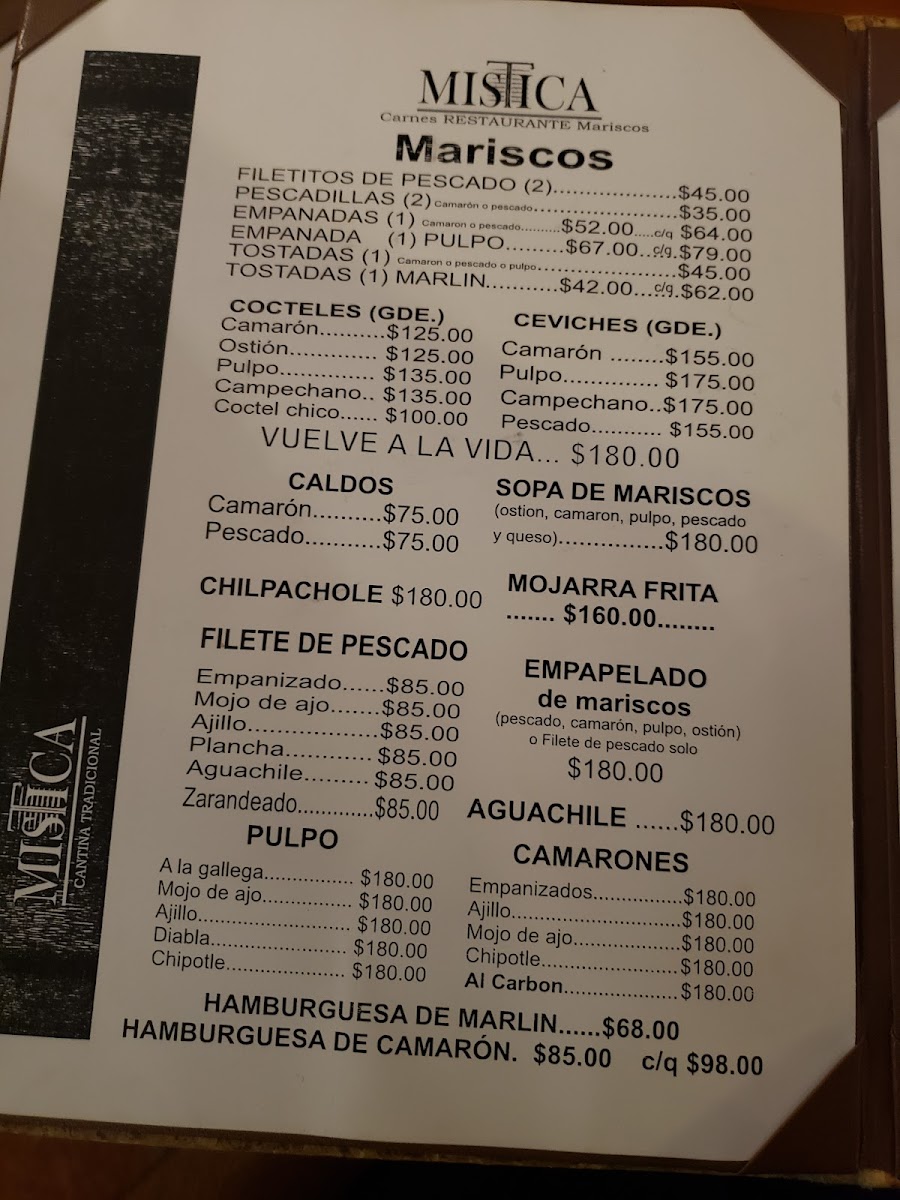 MISTICA
Carnes RESTAURANTE Mariscos
Mariscos
FILETITOS DE PESCADO (2)...................$45.00
PESCADILLAS (2) Camarón o pescado.......................$35.00
EMPANADAS (1) Camaron o pescado..........$52.00.....c/q $64.00
EMPANADA (1) PULPO.........$67.00...c/q.$79.00
TOSTADAS (1) Camaron o pescado o pulpo......................$45.00
TOSTADAS (1) MARLIN...........$42.00...c/q.$62.00
COCTELES (GDE.)
Camarón..........$125.00
Ostión............. $125.00
Pulpo............... $135.00
Campechano.. $135.00
Coctel chico...... $100.00
CEVICHES (GDE.)
Camarón ........$155.00
Pulpo............... $175.00
Campechano..$175.00
Pescado........... $155.00
VUELVE A LA VIDA... $180.00
CALDOS
Camarón..........$75.00
Pescado...........$75.00
SOPA DE MARISCOS
(ostion, camaron, pulpo, pescado
y queso)................$180.00
CHILPACHOLE $180.00
MOJARRA FRITA
....... $160.00........
FILETE DE PESCADO
Empanizado......$85.00
Mojo de ajo.......$85.00
Ajillo...................$85.00
Plancha............ $85.00
Aguachile......... $85.00
Zarandeado............$85.00
EMPAPELADO
de mariscos
(pescado, camarón, pulpo, ostión)
o Filete de pescado solo
$180.00
AGUACHILE ......$180.00
PULPO
A la gallega................ $180.00
Mojo de ajo................ $180.00
Ajillo............................ $180.00
Diabla......................... $180.00
Chipotle...................... $180.00
CAMARONES
Empanizados................$180.00
Ajillo...............................$180.00
Mojo de ajo....................$180.00
Chipotle.........................$180.00
Al Carbon.....................$180.00
HAMBURGUESA DE MARLIN......$68.00
HAMBURGUESA DE CAMARÓN. $85.00 c/q $98.00
MISTICA
CANTINA TRADICIONAL